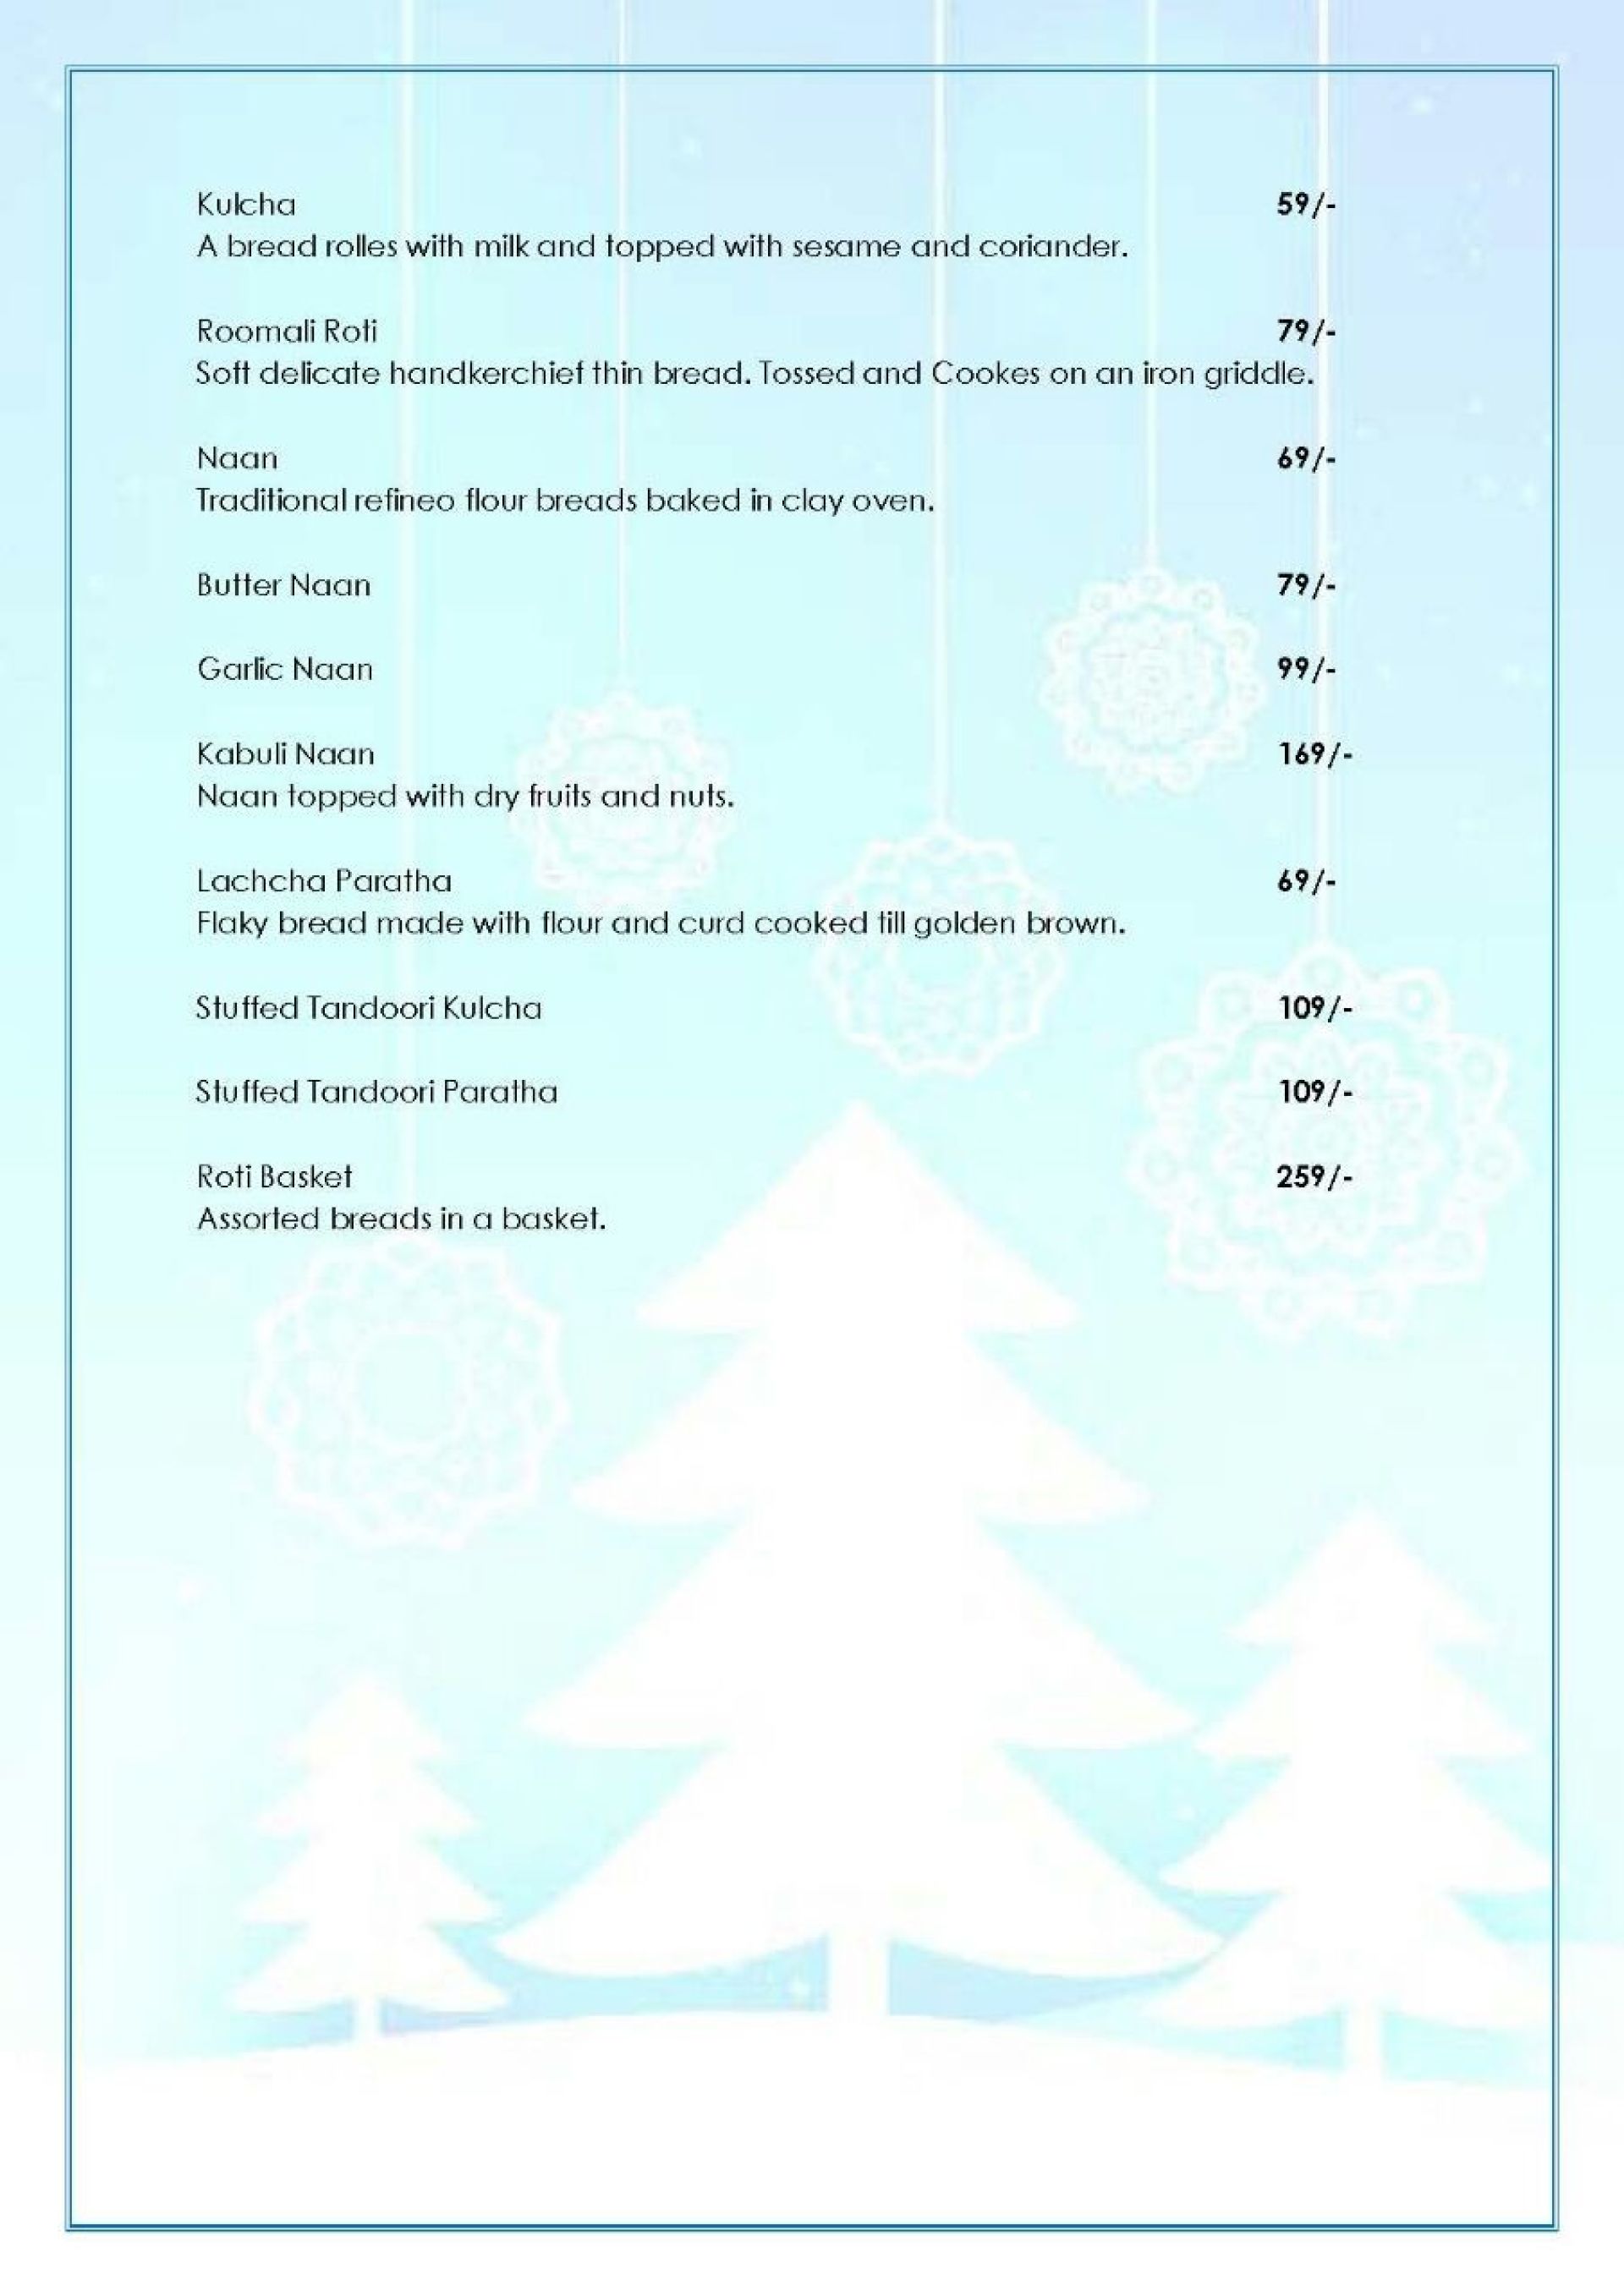 Kulcha 59/-
A bread rolles with milk and topped with sesame and coriander.
Roomali Roti 79/-
Soft delicate handkerchief thin bread. Tossed and Cookes on an iron griddle.
Naan 69/-
Traditional refineo flour breads baked in clay oven.
Butter Naan 79/-
Garlic Naan 99/-
Kabuli Naan 169/-
Naan topped with dry fruits and nuts.
Lachcha Paratha 69/-
Flaky bread made with flour and curd cooked till golden brown.
Stuffed Tandoori Kulcha 109/-
Stuffed Tandoori Paratha 109/-
Roti Basket 259/-
Assorted breads in a basket.